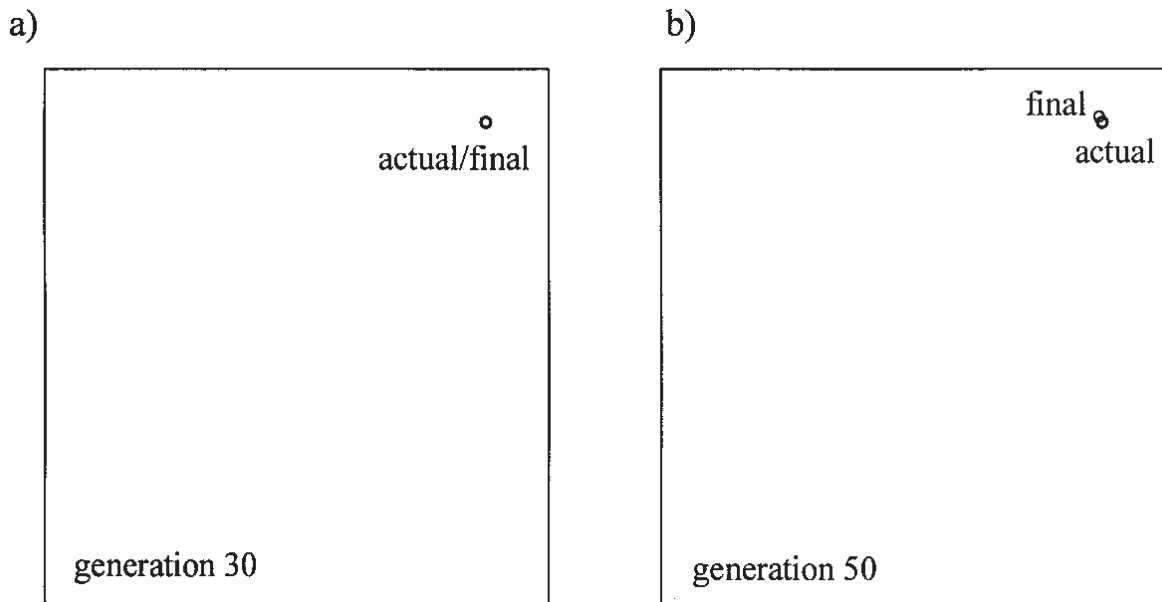 a)
actual/final
generation 30
b)
final
actual
generation 50